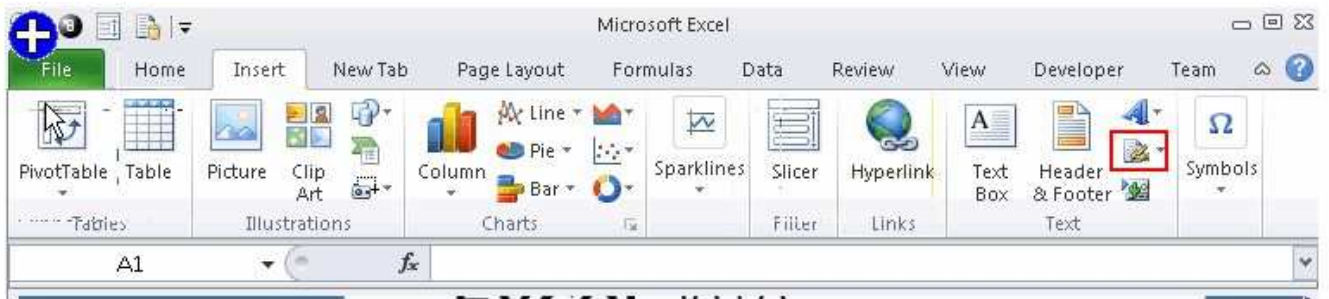 Microsoft Excel
File Home Insert New Tab Page Layout Formulas Data Review View Developer Team
PivotTable Table Picture Clip Art Column Line Pie Bar Sparklines Slicer Hyperlink Text Box Header & Footer Symbols
Tables Illustrations Charts Filter Links Text
A1 fx